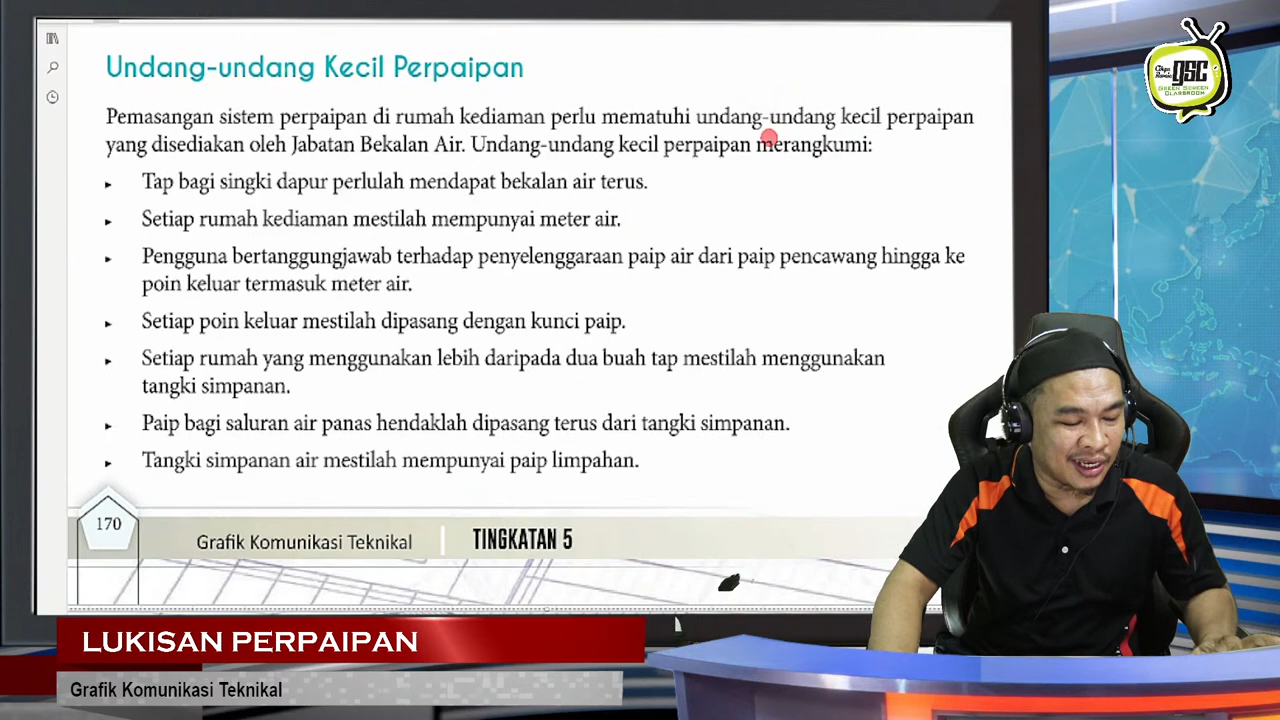 Undang-undang Kecil Perpaipan
Pemasangan sistem perpaipan di rumah kediaman perlu mematuhi undang-undang kecil perpaipan
yang disediakan oleh Jabatan Bekalan Air. Undang-undang kecil perpaipan merangkumi:
Tap bagi singki dapur perlulah mendapat bekalan air terus.
Setiap rumah kediaman mestilah mempunyai meter air.
Pengguna bertanggungjawab terhadap penyelenggaraan paip air dari paip pencawang hingga ke
poin keluar termasuk meter air.
Setiap poin keluar mestilah dipasang dengan kunci paip.
Setiap rumah yang menggunakan lebih daripada dua buah tap mestilah menggunakan
tangki simpanan.
Paip bagi saluran air panas hendaklah dipasang terus dari tangki simpanan.
Tangki simpanan air mestilah mempunyai paip limpahan.
170
Grafik Komunikasi Teknikal
TINGKATAN 5
LUKISAN PERPAIPAN
Grafik Komunikasi Teknikal
GSC
GREEN SCREEN
CLASSROOM